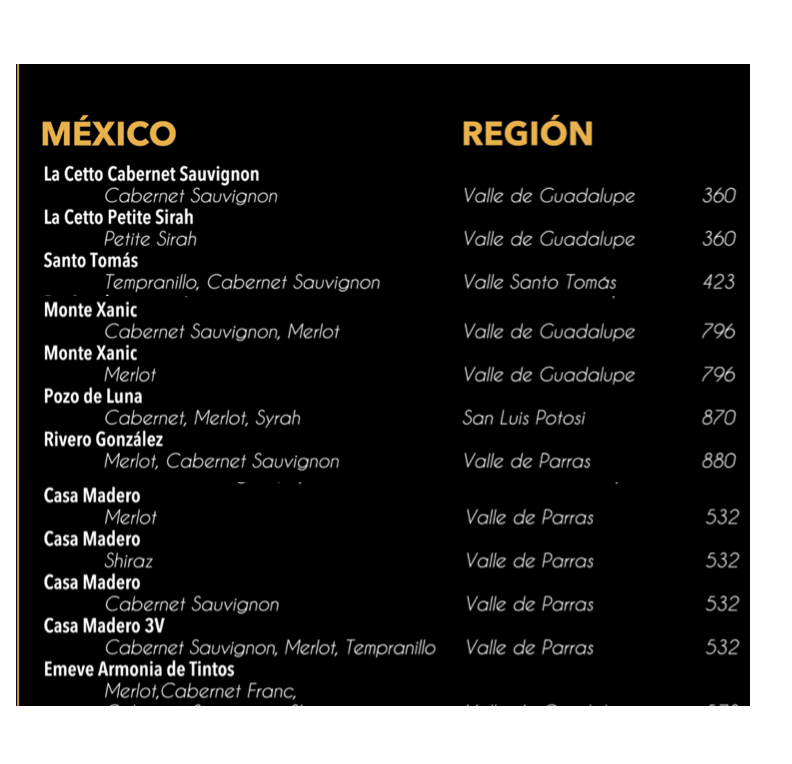 MÉXICO REGIÓN
La Cetto Cabernet Sauvignon
Cabernet Sauvignon Valle de Guadalupe 360
La Cetto Petite Sirah
Petite Sirah Valle de Guadalupe 360
Santo Tomás
Tempranillo, Cabernet Sauvignon Valle Santo Tomás 423
Monte Xanic
Cabernet Sauvignon, Merlot Valle de Guadalupe 796
Monte Xanic
Merlot Valle de Guadalupe 796
Pozo de Luna
Cabernet, Merlot, Syrah San Luis Potosi 870
Rivero González
Merlot, Cabernet Sauvignon Valle de Parras 880
Casa Madero
Merlot Valle de Parras 532
Casa Madero
Shiraz Valle de Parras 532
Casa Madero
Cabernet Sauvignon Valle de Parras 532
Casa Madero 3V
Cabernet Sauvignon, Merlot, Tempranillo Valle de Parras 532
Emeve Armonia de Tintos
Merlot,Cabernet Franc,